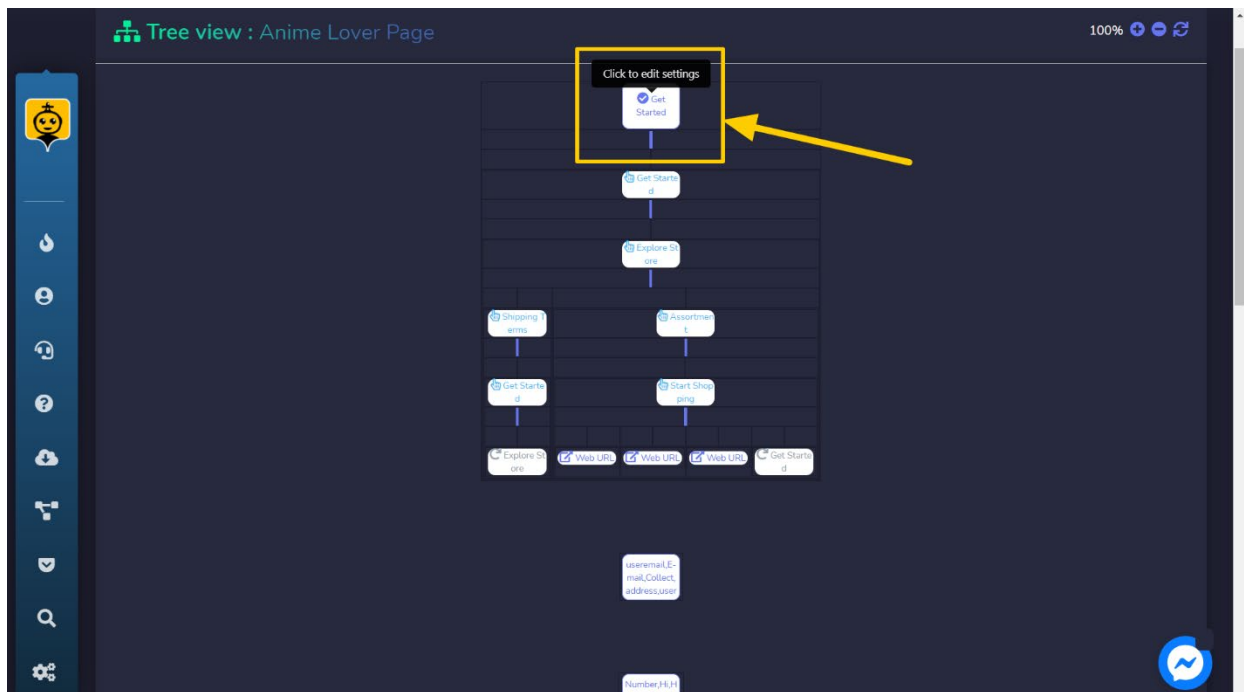 Tree view : Anime Lover Page
100%
Click to edit settings
Get
Started
Get Starte
d
Explore St
ore
Shipping T
erms
Assortmen
t
Get Starte
d
Start Shop
ping
Explore St
ore
Web URL
Web URL
Web URL
Get Starte
d
useremail,E-
mail,Collect,
address,user
Number,Hi,H